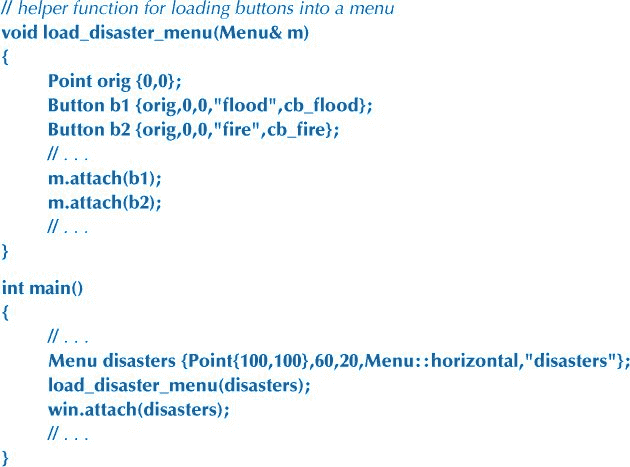 // helper function for loading buttons into a menu
void load_disaster_menu(Menu& m)
{
Point orig {0,0};
Button b1 {orig,0,0,"flood",cb_flood};
Button b2 {orig,0,0,"fire",cb_fire};
// . . .
m.attach(b1);
m.attach(b2);
// . . .
}
int main()
{
// . . .
Menu disasters {Point{100,100},60,20,Menu::horizontal,"disasters"};
load_disaster_menu(disasters);
win.attach(disasters);
// . . .
}